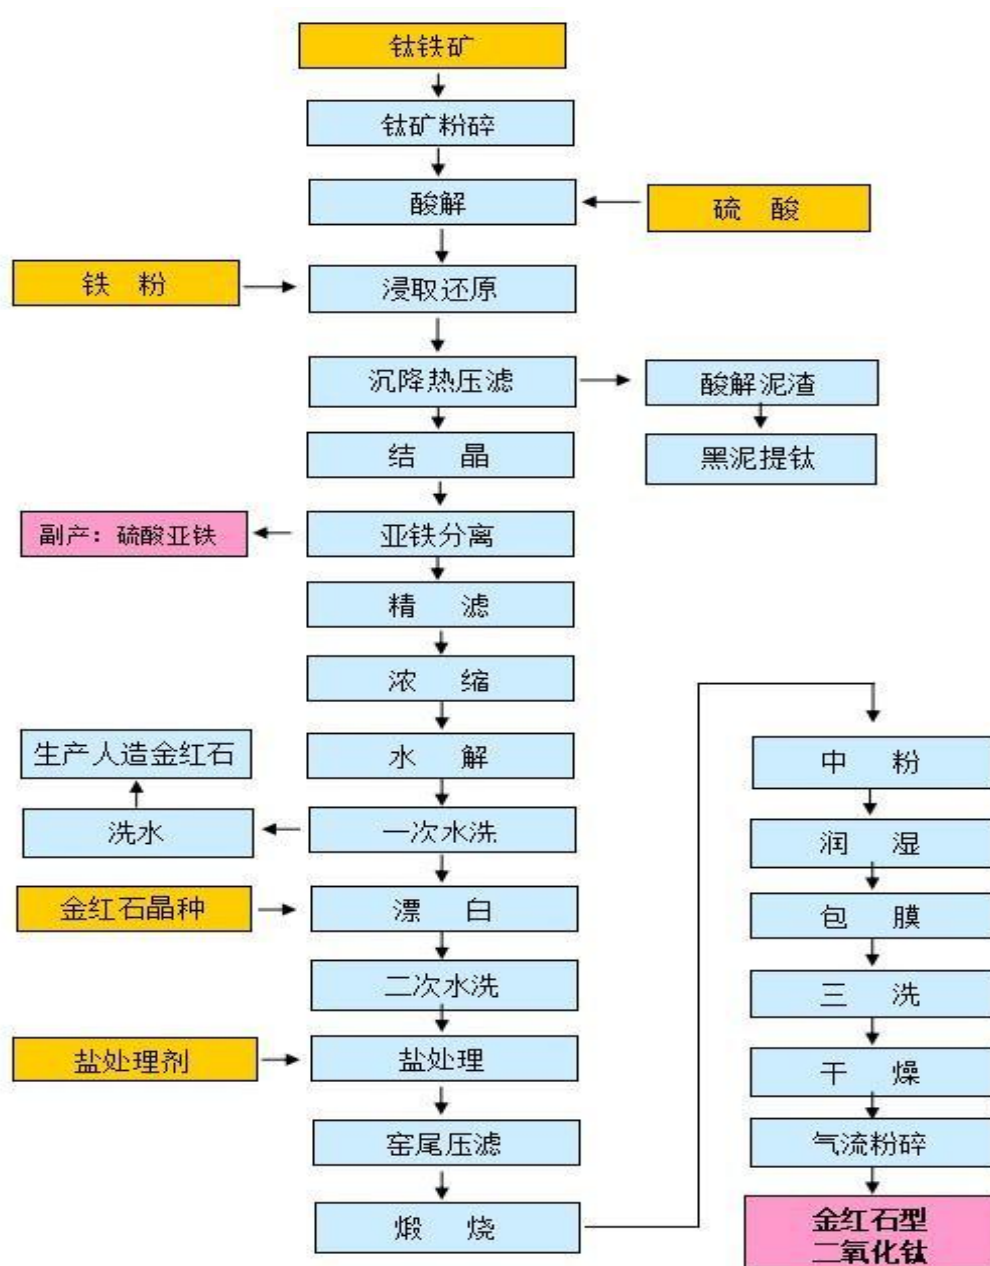 钛铁矿
钛矿粉碎
酸解
硫 酸
铁 粉
浸取还原
沉降热压滤
酸解泥渣
结 晶
黑泥提钛
副产：硫酸亚铁
亚铁分离
精 滤
浓 缩
水 解
生产人造金红石
一次水洗
洗水
金红石晶种
漂 白
二次水洗
盐处理剂
盐处理
窑尾压滤
煅 烧
中 粉
润 湿
包 膜
三 洗
干 燥
气流粉碎
金红石型
二氧化钛